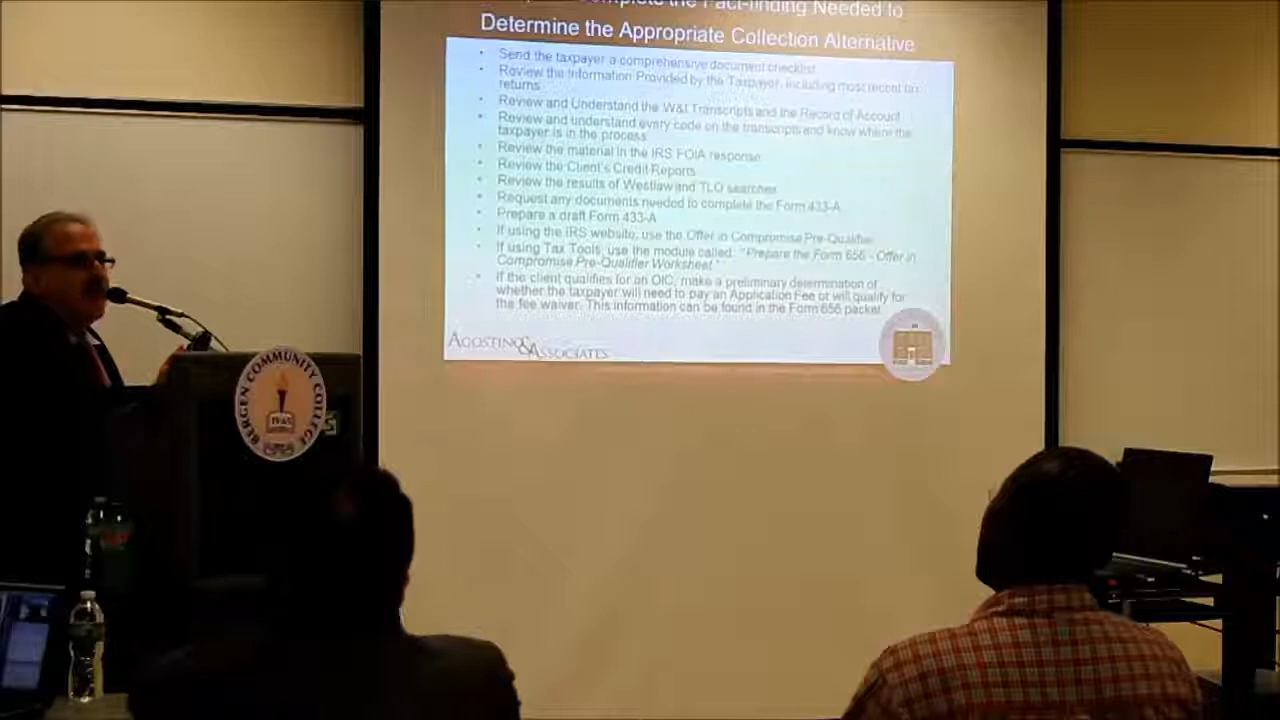 the Fact-finding Needed to
Determine the Appropriate Collection Alternative
• Send the taxpayer a comprehensive document checklist
• Review the Information Provided by the Taxpayer, including most recent tax
returns
• Review and Understand the W&I Transcripts and the Record of Account
• Review and understand every code on the transcripts and know where the
taxpayer is in the process
• Review the material in the IRS FOIA response
• Review the Client's Credit Reports
• Review the results of Westlaw and TLO searches
• Request any documents needed to complete the Form 433-A
• Prepare a draft Form 433-A
• If using the IRS website, use the Offer in Compromise Pre-Qualifier
• If using Tax Tools, use the module called: "Prepare the Form 656 - Offer in
Compromise Pre-Qualifier Worksheet."
• If the client qualifies for an OIC, make a preliminary determination of
whether the taxpayer will need to pay an Application Fee or will qualify for
the fee waiver. This information can be found in the Form 656 packet
AGOSTINO & ASSOCIATES
BERGEN COMMUNITY COLLEGE
1965